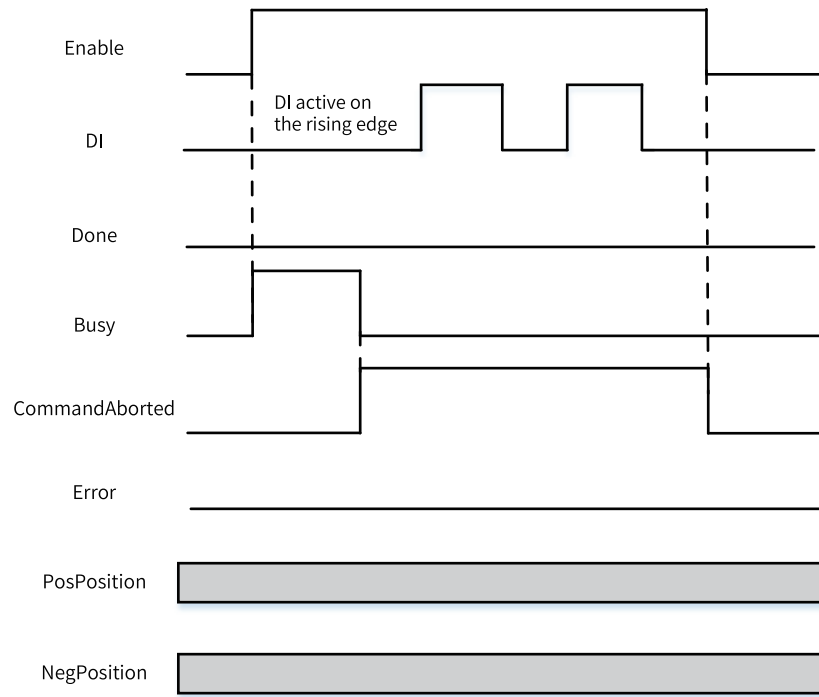 Enable
DI active on
the rising edge
DI
Done
Busy
CommandAborted
Error
PosPosition
NegPosition